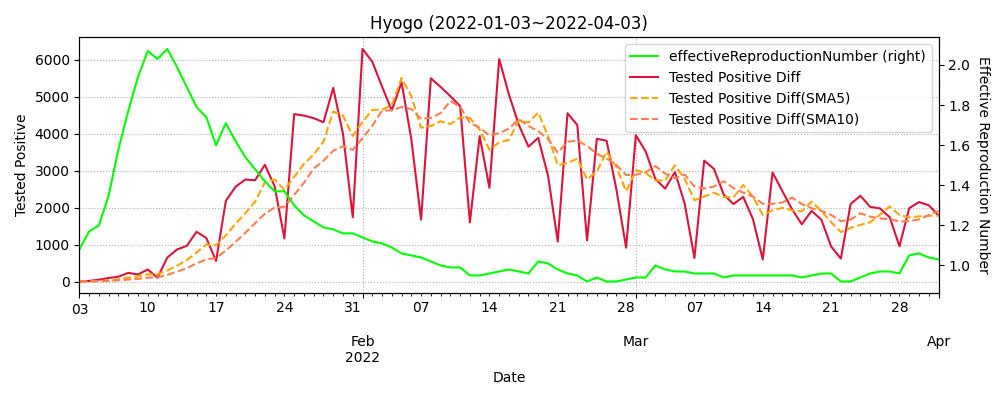 Hyogo (2022-01-03~2022-04-03)
effectiveReproductionNumber (right)
Tested Positive Diff
Tested Positive Diff(SMA5)
Tested Positive Diff(SMA10)
Tested Positive
6000
5000
4000
3000
2000
1000
0
2.0
1.8
1.6
1.4
1.2
1.0
Effective Reproduction Number
03 10 17 24 31 07 14 21 28 07 14 21 28
Feb Mar Apr
2022
Date